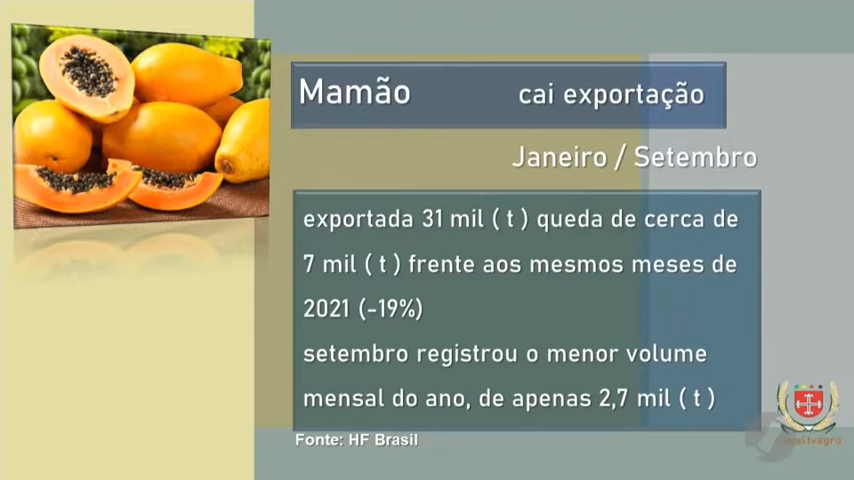 Mamão cai exportação
Janeiro / Setembro
exportada 31 mil ( t ) queda de cerca de
7 mil ( t ) frente aos mesmos meses de
2021 (-19%)
setembro registrou o menor volume
mensal do ano, de apenas 2,7 mil ( t )
Fonte: HF Brasil